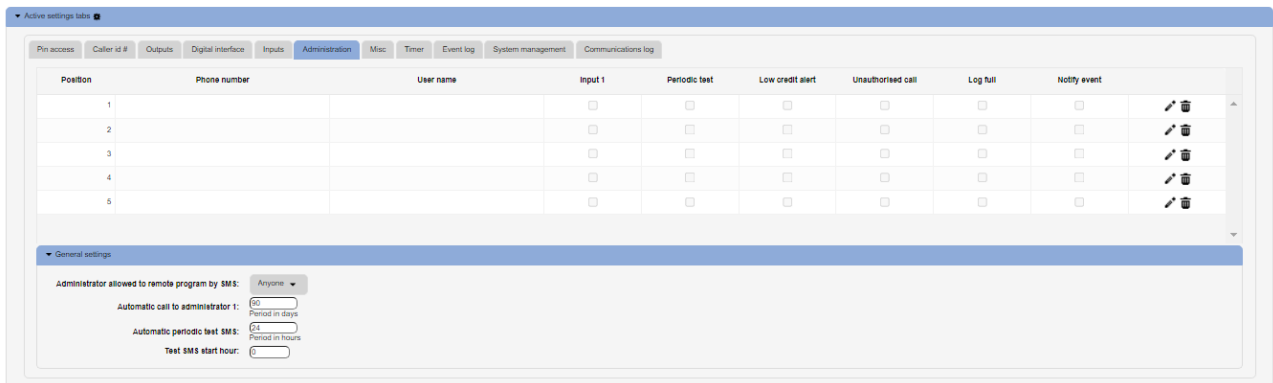 Active settings tabs
Pin access Caller id # Outputs Digital interface Inputs Administration Misc Timer Event log System management Communications log
Position Phone number User name Input 1 Periodic test Low credit alert Unauthorised call Log full Notify event
1
2
3
4
5
General settings
Administrator allowed to remote program by SMS: Anyone
Automatic call to administrator 1: 90
Period in days
Automatic periodic test SMS: 24
Period in hours
Test SMS start hour: 0